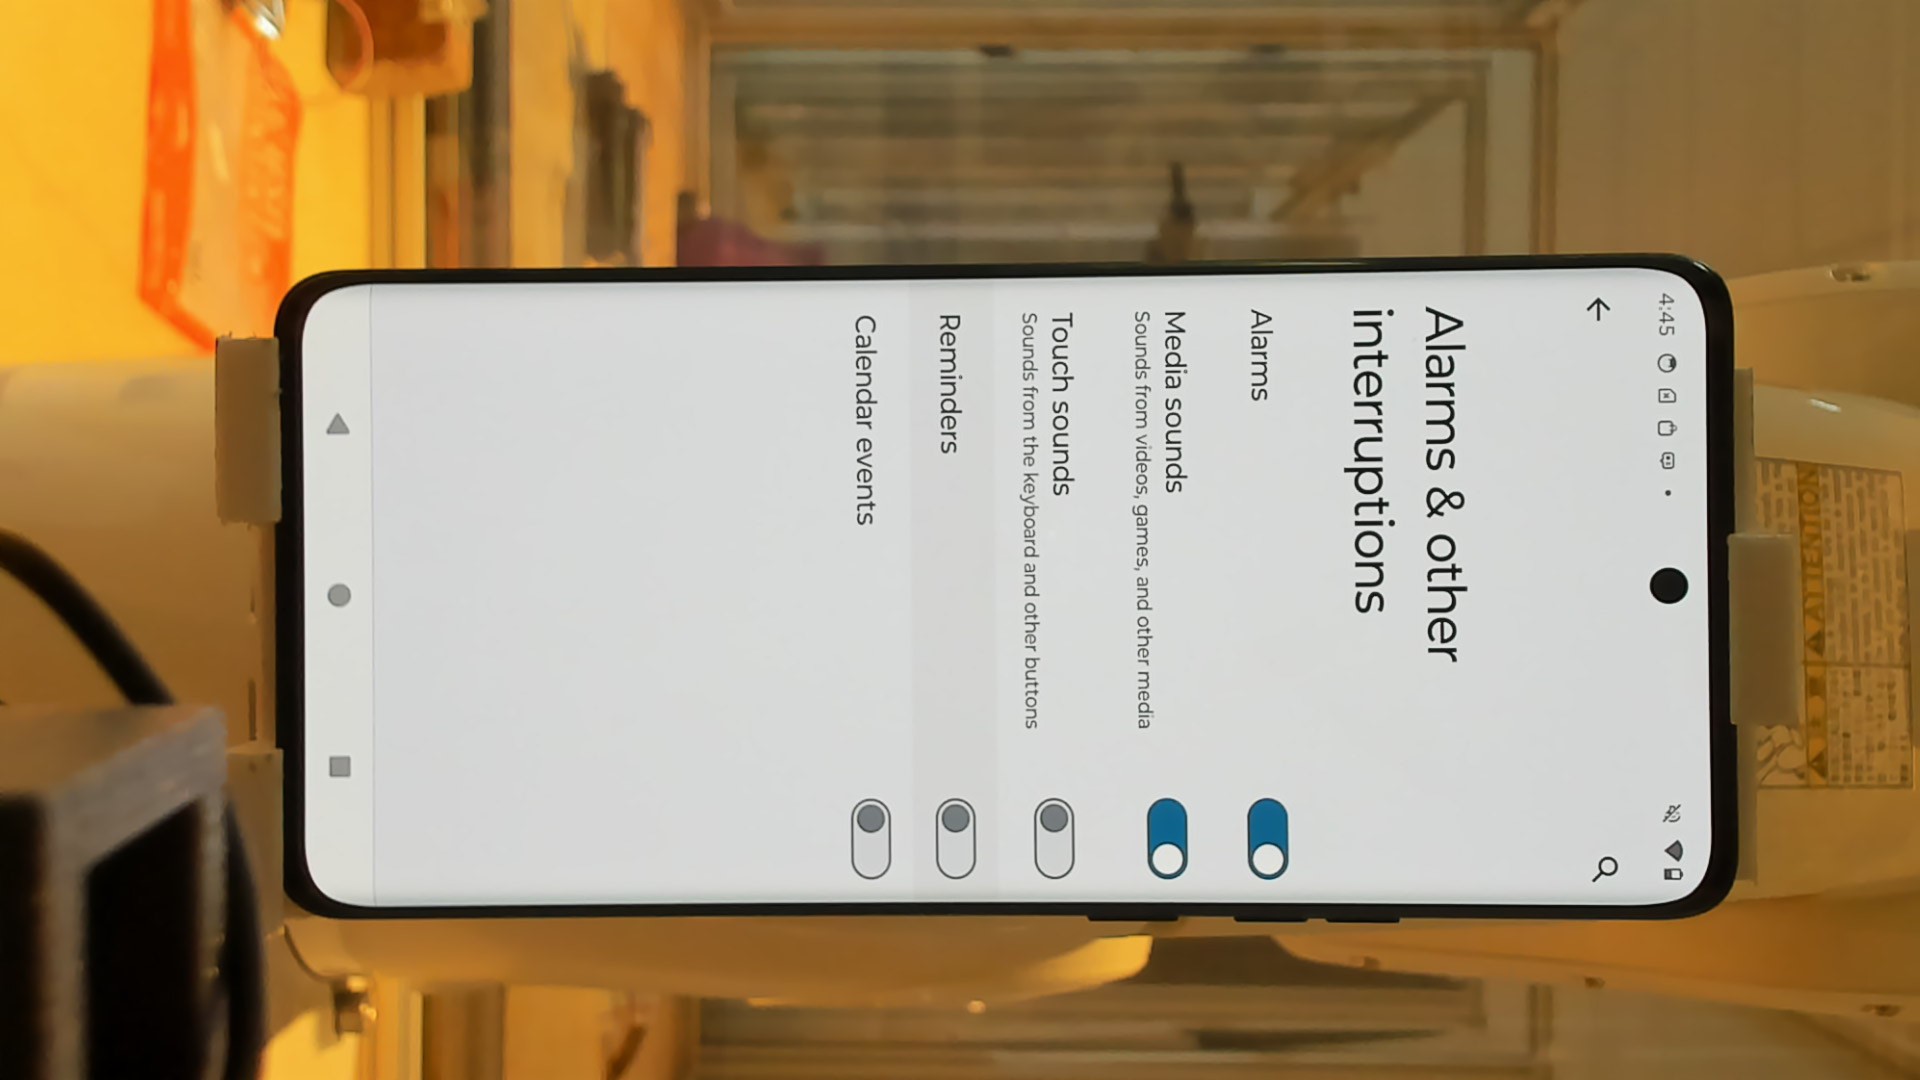 4:45
Alarms & other
interruptions
Alarms
Media sounds
Sounds from videos, games, and other media
Touch sounds
Sounds from the keyboard and other buttons
Reminders
Calendar events
ATTENTION